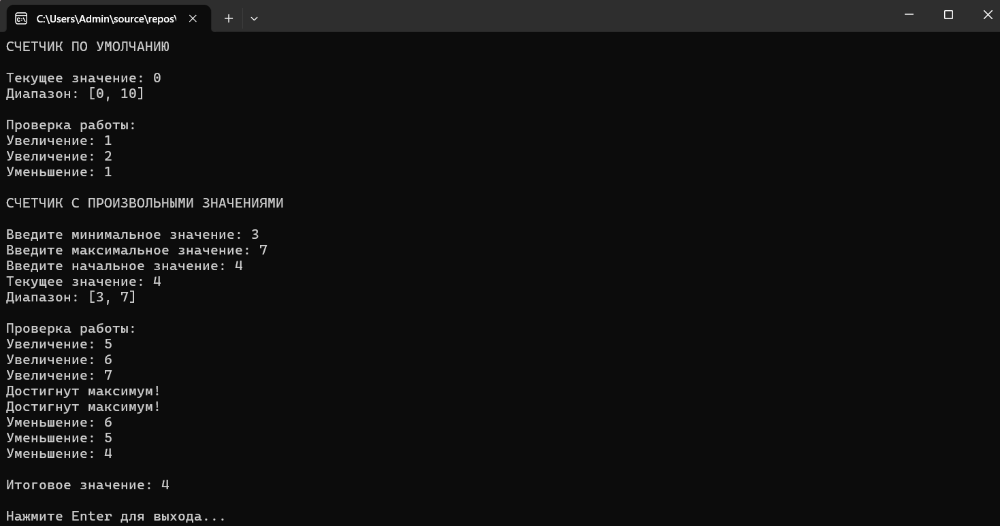 C:\Users\Admin\source\repos\
СЧЕТЧИК ПО УМОЛЧАНИЮ
Текущее значение: 0
Диапазон: [0, 10]
Проверка работы:
Увеличение: 1
Увеличение: 2
Уменьшение: 1
СЧЕТЧИК С ПРОИЗВОЛЬНЫМИ ЗНАЧЕНИЯМИ
Введите минимальное значение: 3
Введите максимальное значение: 7
Введите начальное значение: 4
Текущее значение: 4
Диапазон: [3, 7]
Проверка работы:
Увеличение: 5
Увеличение: 6
Увеличение: 7
Достигнут максимум!
Достигнут максимум!
Уменьшение: 6
Уменьшение: 5
Уменьшение: 4
Итоговое значение: 4
Нажмите Enter для выхода...